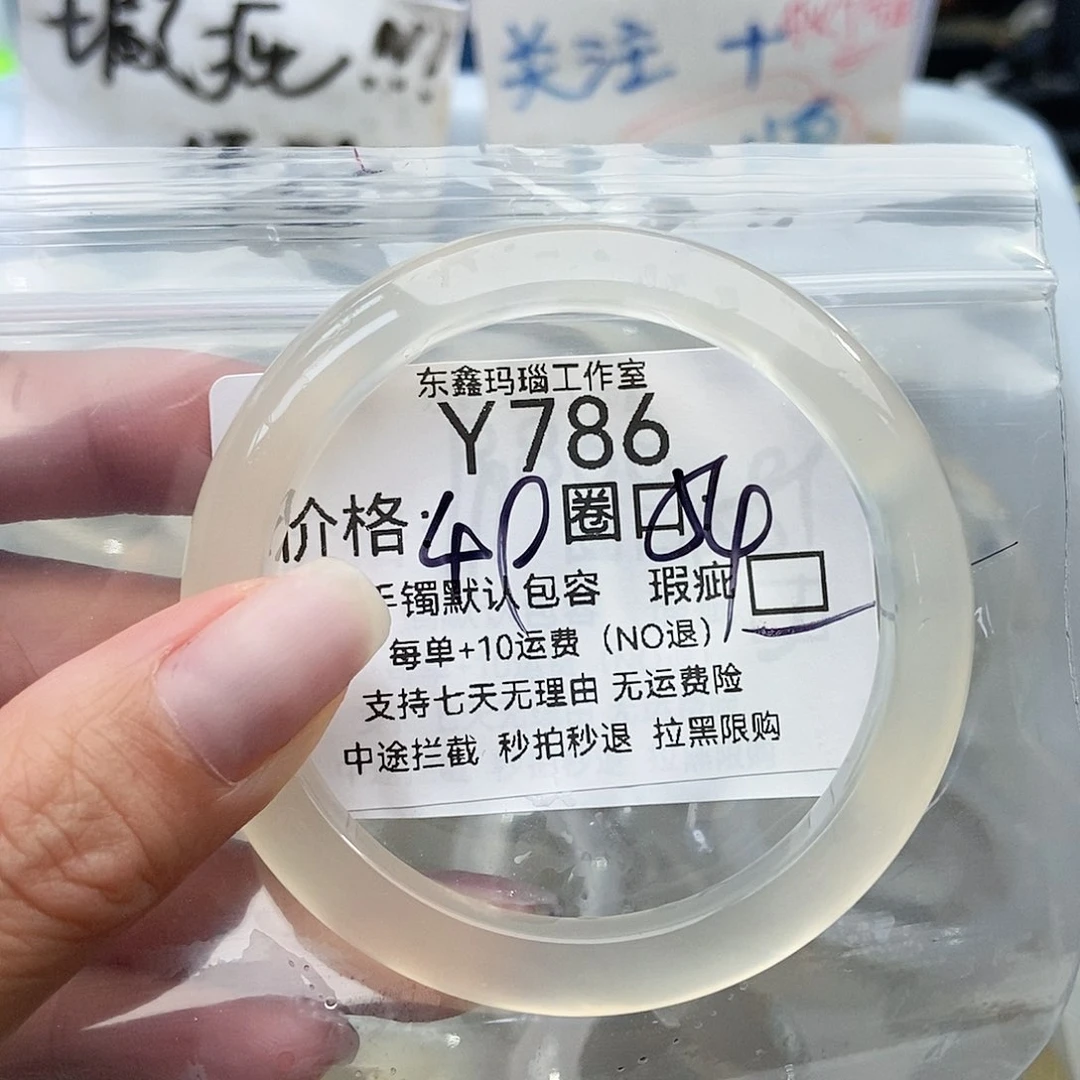 瑕疵!!!
关注 +
东鑫玛瑙工作室
Y786
价格: 圈口:
手镯默认包容 瑕疵
每单+10运费（NO退）
支持七天无理由 无运费险
中途拦截 秒拍秒退 拉黑限购